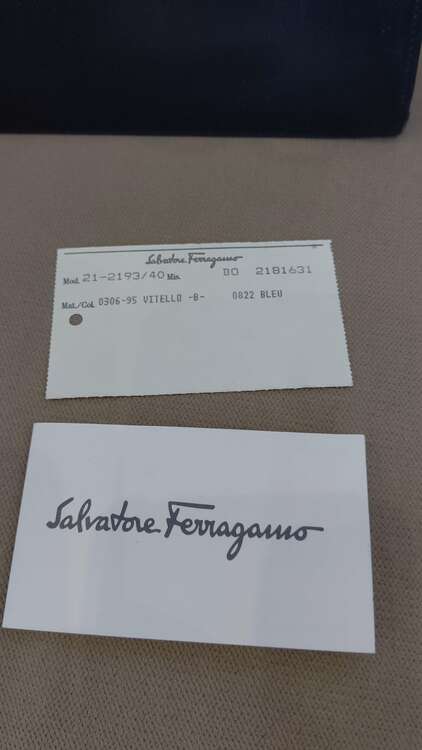 Salvatore Ferragamo
Mod. 21-2193/40 Mis. BO 2181631
Mat./Col. 0306-95 VITELLO -B- 0822 BLEU
Salvatore Ferragamo